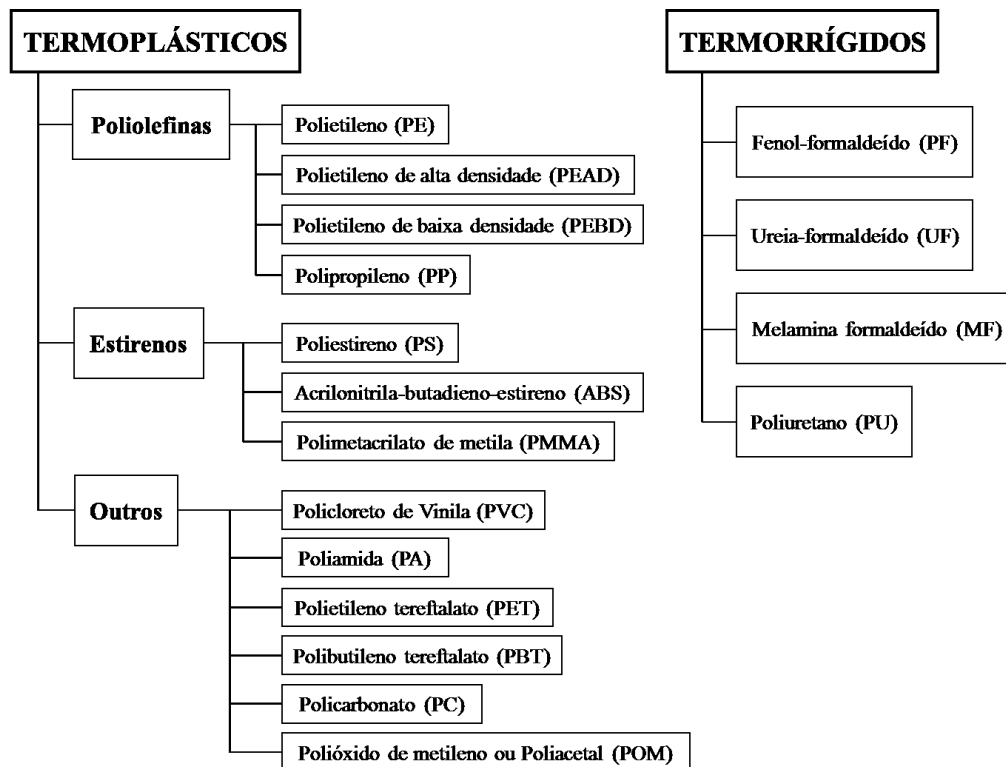 TERMOPLÁSTICOS
Poliolefinas
Polietileno (PE)
Polietileno de alta densidade (PEAD)
Polietileno de baixa densidade (PEBD)
Polipropileno (PP)
Estirenos
Poliestireno (PS)
Acrilonitrila-butadieno-estireno (ABS)
Polimetacrilato de metila (PMMA)
Outros
Policloreto de Vinila (PVC)
Poliamida (PA)
Polietileno tereftalato (PET)
Polibutileno tereftalato (PBT)
Policarbonato (PC)
Polióxido de metileno ou Poliacetal (POM)
TERMORRÍGIDOS
Fenol-formaldeído (PF)
Ureia-formaldeído (UF)
Melamina formaldeído (MF)
Poliuretano (PU)